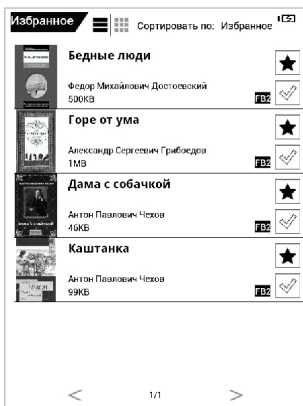 Избранное
Сортировать по: Избранное
Бедные люди
Федор Михайлович Достоевский
500KB
FB2
Горе от ума
Александр Сергеевич Грибоедов
1MB
FB2
Дама с собачкой
Антон Павлович Чехов
46KB
FB2
Каштанка
Антон Павлович Чехов
99KB
FB2
< 1/1 >